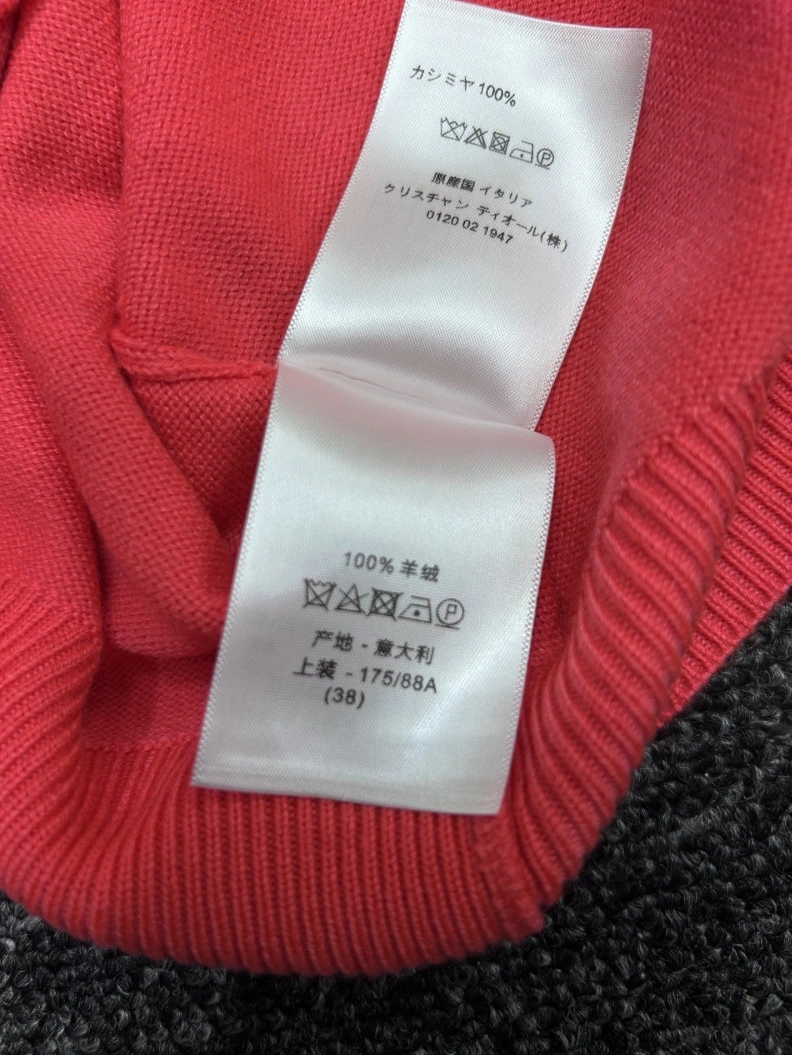 カシミヤ100%
P
原産国 イタリア
クリスチャン ディオール(株)
0120 02 1947
100% 羊绒
P
产地 - 意大利
上装 - 175/88A
(38)